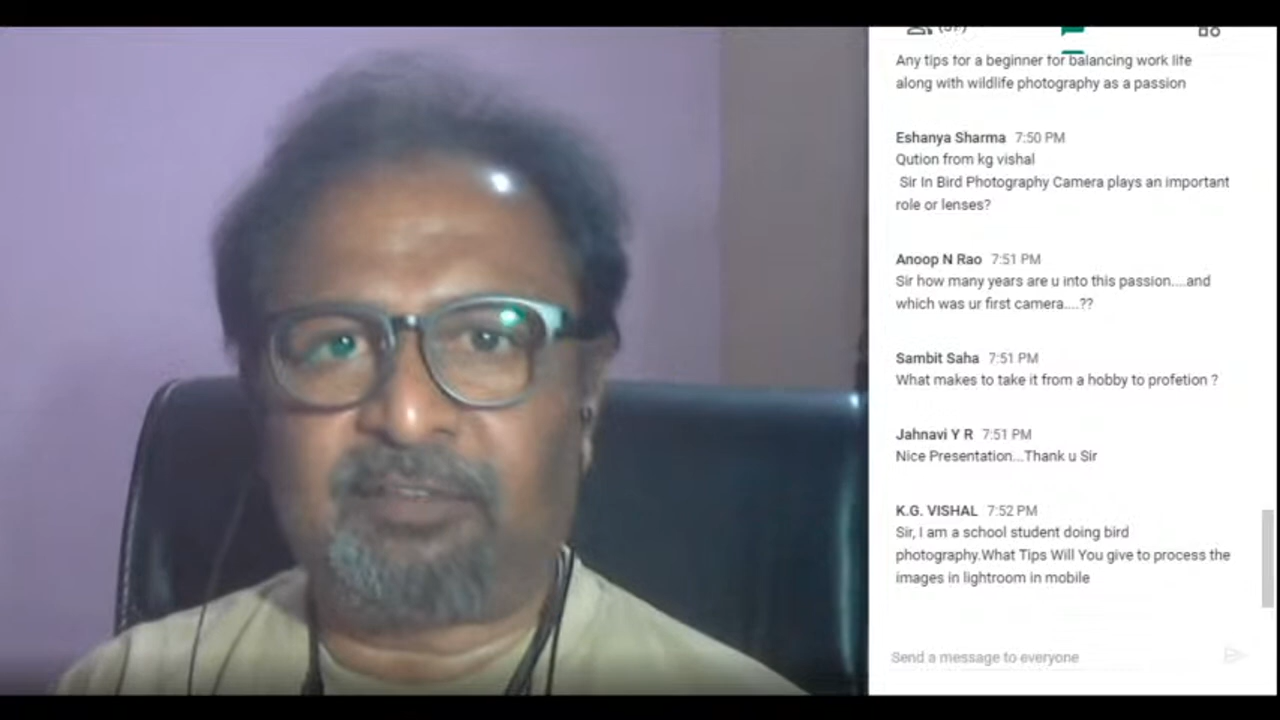 Any tips for a beginner for balancing work life
along with wildlife photography as a passion
Eshanya Sharma 7:50 PM
Qution from kg vishal
Sir In Bird Photography Camera plays an important
role or lenses?
Anoop N Rao 7:51 PM
Sir how many years are u into this passion....and
which was ur first camera....??
Sambit Saha 7:51 PM
What makes to take it from a hobby to profetion ?
Jahnavi Y R 7:51 PM
Nice Presentation...Thank u Sir
K.G. VISHAL 7:52 PM
Sir, I am a school student doing bird
photography.What Tips Will You give to process the
images in lightroom in mobile
Send a message to everyone